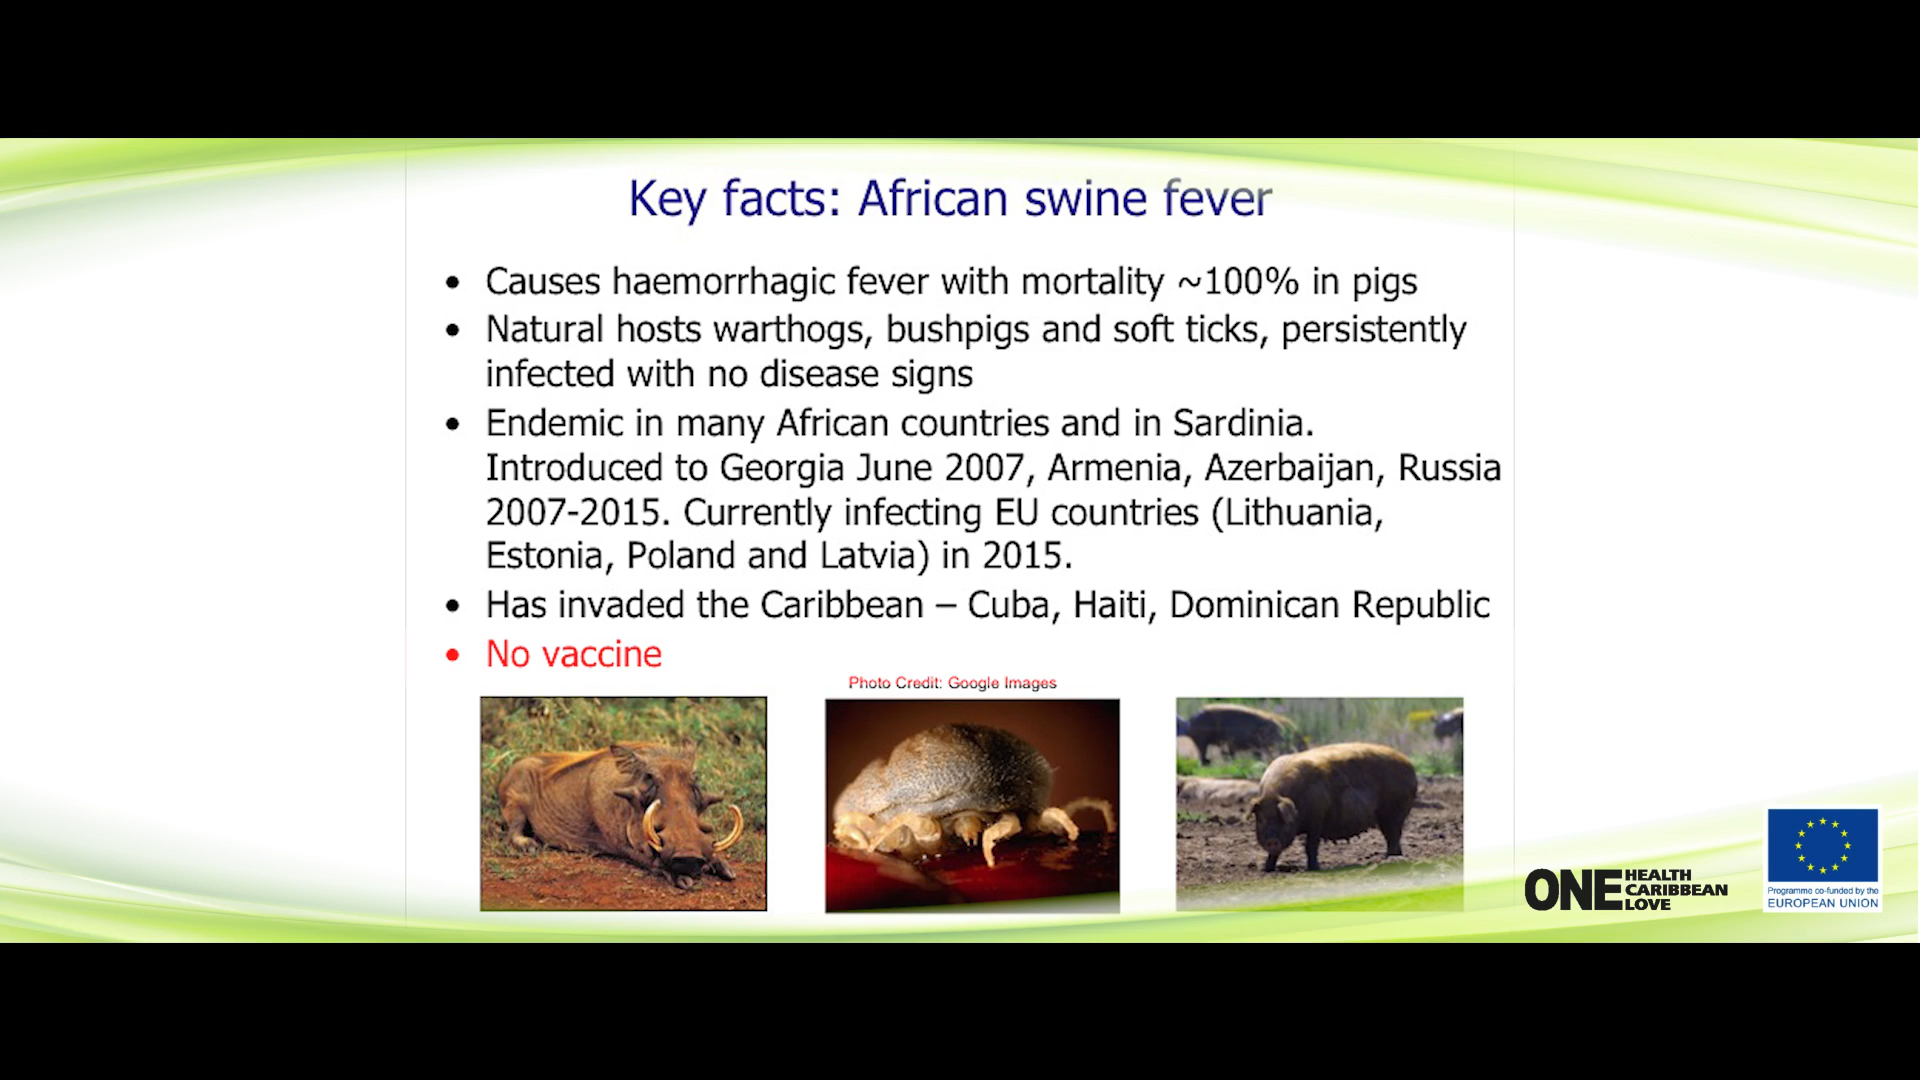 Key facts: African swine fever
• Causes haemorrhagic fever with mortality ~100% in pigs
• Natural hosts warthogs, bushpigs and soft ticks, persistently
infected with no disease signs
• Endemic in many African countries and in Sardinia.
Introduced to Georgia June 2007, Armenia, Azerbaijan, Russia
2007-2015. Currently infecting EU countries (Lithuania,
Estonia, Poland and Latvia) in 2015.
• Has invaded the Caribbean – Cuba, Haiti, Dominican Republic
• No vaccine
Photo Credit: Google Images
ONE HEALTH
CARIBBEAN
LOVE
Programme co-funded by the
EUROPEAN UNION